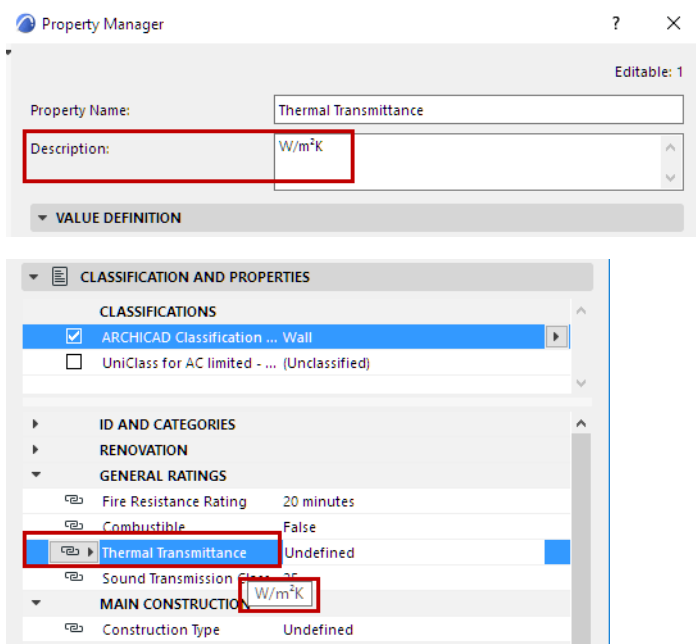 Property Manager ? ×
Editable: 1
Property Name: Thermal Transmittance
Description: W/m²K
VALUE DEFINITION
CLASSIFICATION AND PROPERTIES
CLASSIFICATIONS
ARCHICAD Classification ... Wall
UniClass for AC limited - ... (Unclassified)
ID AND CATEGORIES
RENOVATION
GENERAL RATINGS
Fire Resistance Rating 20 minutes
Combustible False
Thermal Transmittance Undefined
Sound Transmission Class 25
W/m²K
MAIN CONSTRUCTION
Construction Type Undefined